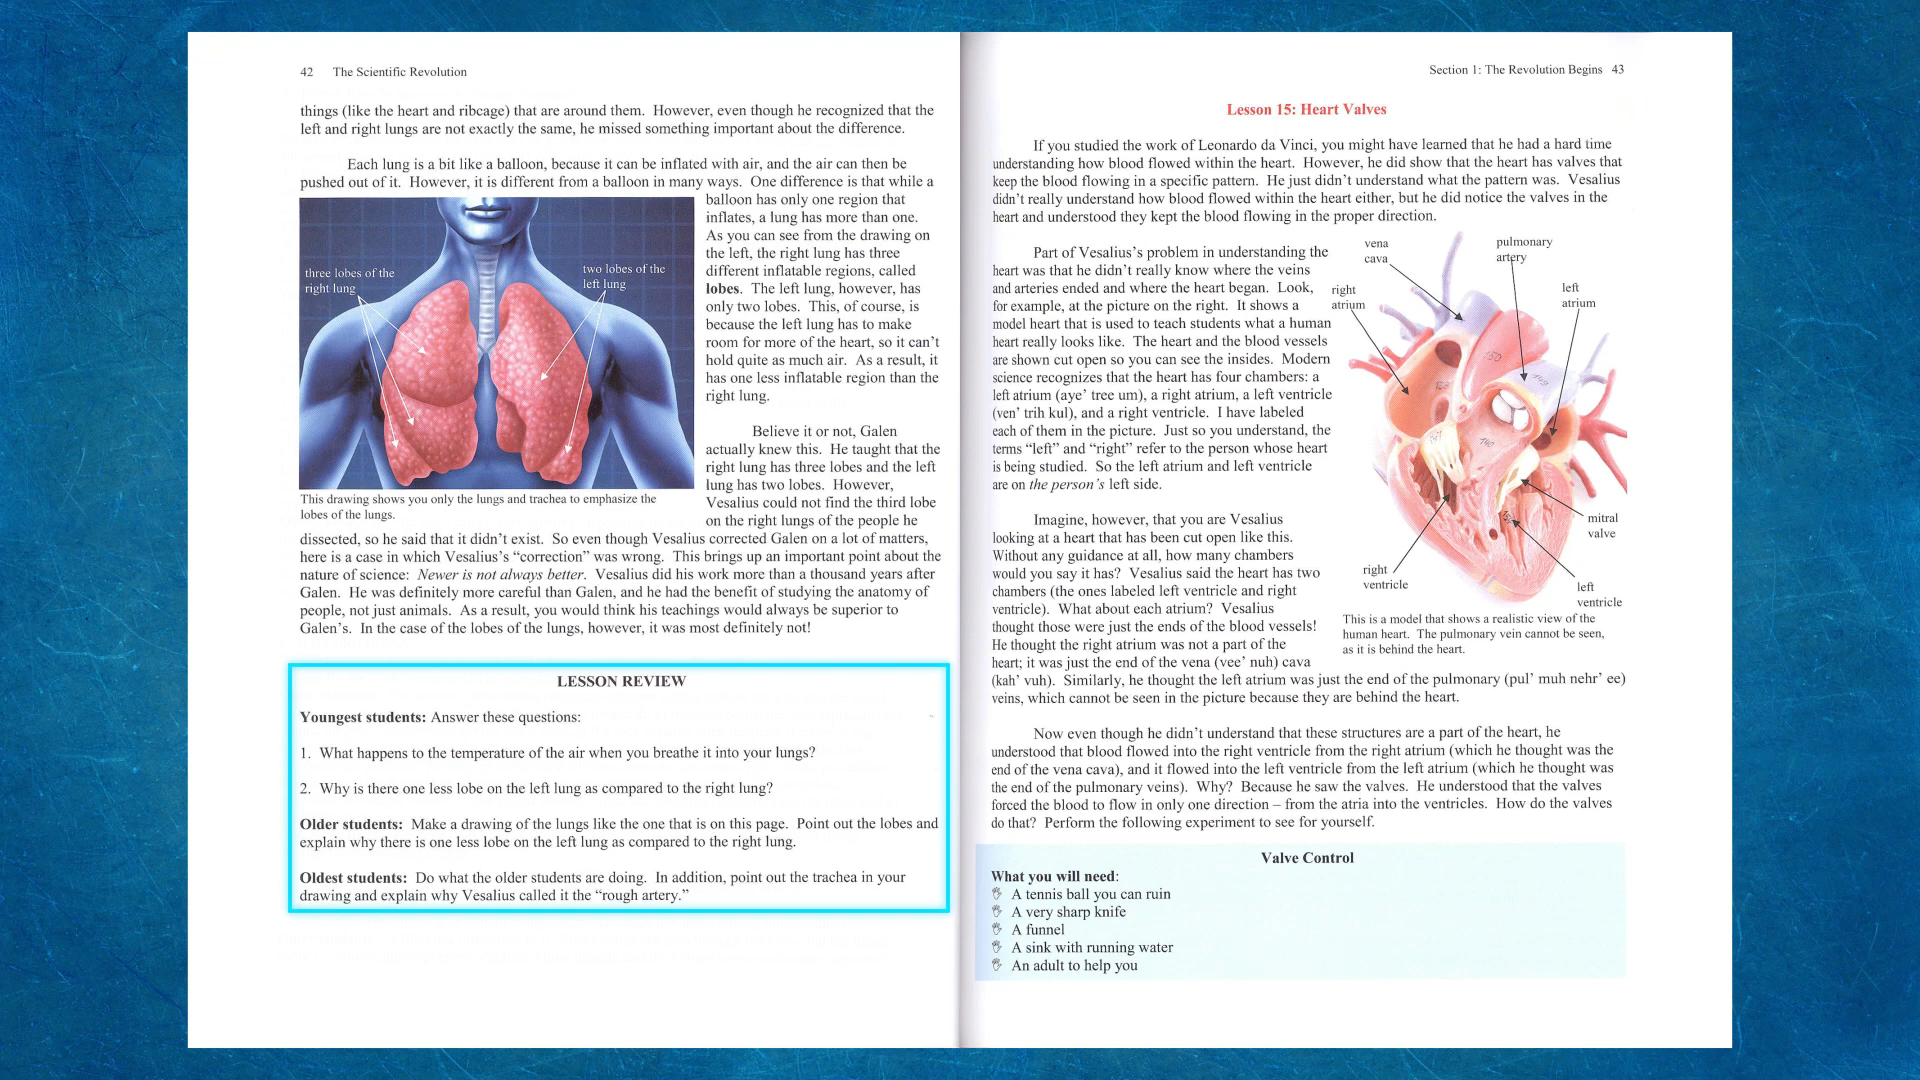 42 The Scientific Revolution
things (like the heart and ribcage) that are around them. However, even though he recognized that the
left and right lungs are not exactly the same, he missed something important about the difference.
Each lung is a bit like a balloon, because it can be inflated with air, and the air can then be
pushed out of it. However, it is different from a balloon in many ways. One difference is that while a
balloon has only one region that
inflates, a lung has more than one.
As you can see from the drawing on
the left, the right lung has three
different inflatable regions, called
lobes. The left lung, however, has
only two lobes. This, of course, is
because the left lung has to make
room for more of the heart, so it can't
hold quite as much air. As a result, it
has one less inflatable region than the
right lung.
three lobes of the
right lung
two lobes of the
left lung
This drawing shows you only the lungs and trachea to emphasize the
lobes of the lungs.
Believe it or not, Galen
actually knew this. He taught that the
right lung has three lobes and the left
lung has two lobes. However,
Vesalius could not find the third lobe
on the right lungs of the people he
dissected, so he said that it didn't exist. So even though Vesalius corrected Galen on a lot of matters,
here is a case in which Vesalius's “correction” was wrong. This brings up an important point about the
nature of science: Newer is not always better. Vesalius did his work more than a thousand years after
Galen. He was definitely more careful than Galen, and he had the benefit of studying the anatomy of
people, not just animals. As a result, you would think his teachings would always be superior to
Galen's. In the case of the lobes of the lungs, however, it was most definitely not!
LESSON REVIEW
Youngest students: Answer these questions:
1. What happens to the temperature of the air when you breathe it into your lungs?
2. Why is there one less lobe on the left lung as compared to the right lung?
Older students: Make a drawing of the lungs like the one that is on this page. Point out the lobes and
explain why there is one less lobe on the left lung as compared to the right lung.
Oldest students: Do what the older students are doing. In addition, point out the trachea in your
drawing and explain why Vesalius called it the “rough artery.”
Section 1: The Revolution Begins 43
Lesson 15: Heart Valves
If you studied the work of Leonardo da Vinci, you might have learned that he had a hard time
understanding how blood flowed within the heart. However, he did show that the heart has valves that
keep the blood flowing in a specific pattern. He just didn't understand what the pattern was. Vesalius
didn't really understand how blood flowed within the heart either, but he did notice the valves in the
heart and understood they kept the blood flowing in the proper direction.
Part of Vesalius's problem in understanding the
heart was that he didn't really know where the veins
and arteries ended and where the heart began. Look,
for example, at the picture on the right. It shows a
model heart that is used to teach students what a human
heart really looks like. The heart and the blood vessels
are shown cut open so you can see the insides. Modern
science recognizes that the heart has four chambers: a
left atrium (aye' tree um), a right atrium, a left ventricle
(ven' trih kul), and a right ventricle. I have labeled
each of them in the picture. Just so you understand, the
terms “left” and “right” refer to the person whose heart
is being studied. So the left atrium and left ventricle
are on the person's left side.
vena
cava
pulmonary
artery
right
atrium
left
atrium
150
149
140
mitral
valve
right
ventricle
left
ventricle
This is a model that shows a realistic view of the
human heart. The pulmonary vein cannot be seen,
as it is behind the heart.
Imagine, however, that you are Vesalius
looking at a heart that has been cut open like this.
Without any guidance at all, how many chambers
would you say it has? Vesalius said the heart has two
chambers (the ones labeled left ventricle and right
ventricle). What about each atrium? Vesalius
thought those were just the ends of the blood vessels!
He thought the right atrium was not a part of the
heart; it was just the end of the vena (vee' nuh) cava
(kah' vuh). Similarly, he thought the left atrium was just the end of the pulmonary (pul' muh nehr' ee)
veins, which cannot be seen in the picture because they are behind the heart.
Now even though he didn't understand that these structures are a part of the heart, he
understood that blood flowed into the right ventricle from the right atrium (which he thought was the
end of the vena cava), and it flowed into the left ventricle from the left atrium (which he thought was
the end of the pulmonary veins). Why? Because he saw the valves. He understood that the valves
forced the blood to flow in only one direction – from the atria into the ventricles. How do the valves
do that? Perform the following experiment to see for yourself.
Valve Control
What you will need:
A tennis ball you can ruin
A very sharp knife
A funnel
A sink with running water
An adult to help you